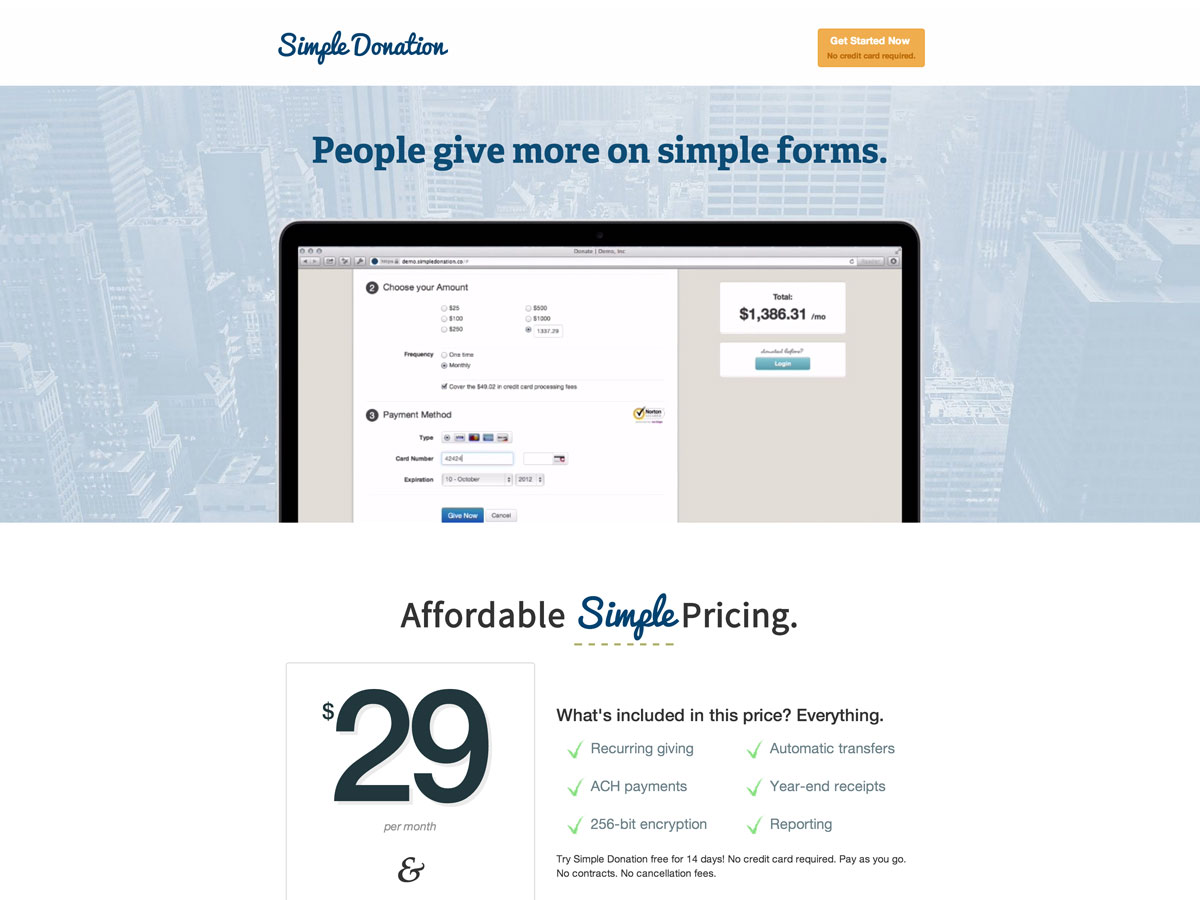 Simple Donation
Get Started Now
No credit card required.
People give more on simple forms.
Donate | Demo, Inc
https demo.simpledonation.co
2 Choose your Amount
$25 $500
$100 $1000
$250 1337.29
Frequency One time
Monthly
Cover the $49.02 in credit card processing fees
Total:
$1,386.31 /mo
donated before?
Login
3 Payment Method
Norton
Type VISA
Card Number 42424
Expiration 10 - October 2012
Give Now Cancel
Affordable Simple Pricing.
$29
per month
&
What's included in this price? Everything.
Recurring giving Automatic transfers
ACH payments Year-end receipts
256-bit encryption Reporting
Try Simple Donation free for 14 days! No credit card required. Pay as you go.
No contracts. No cancellation fees.